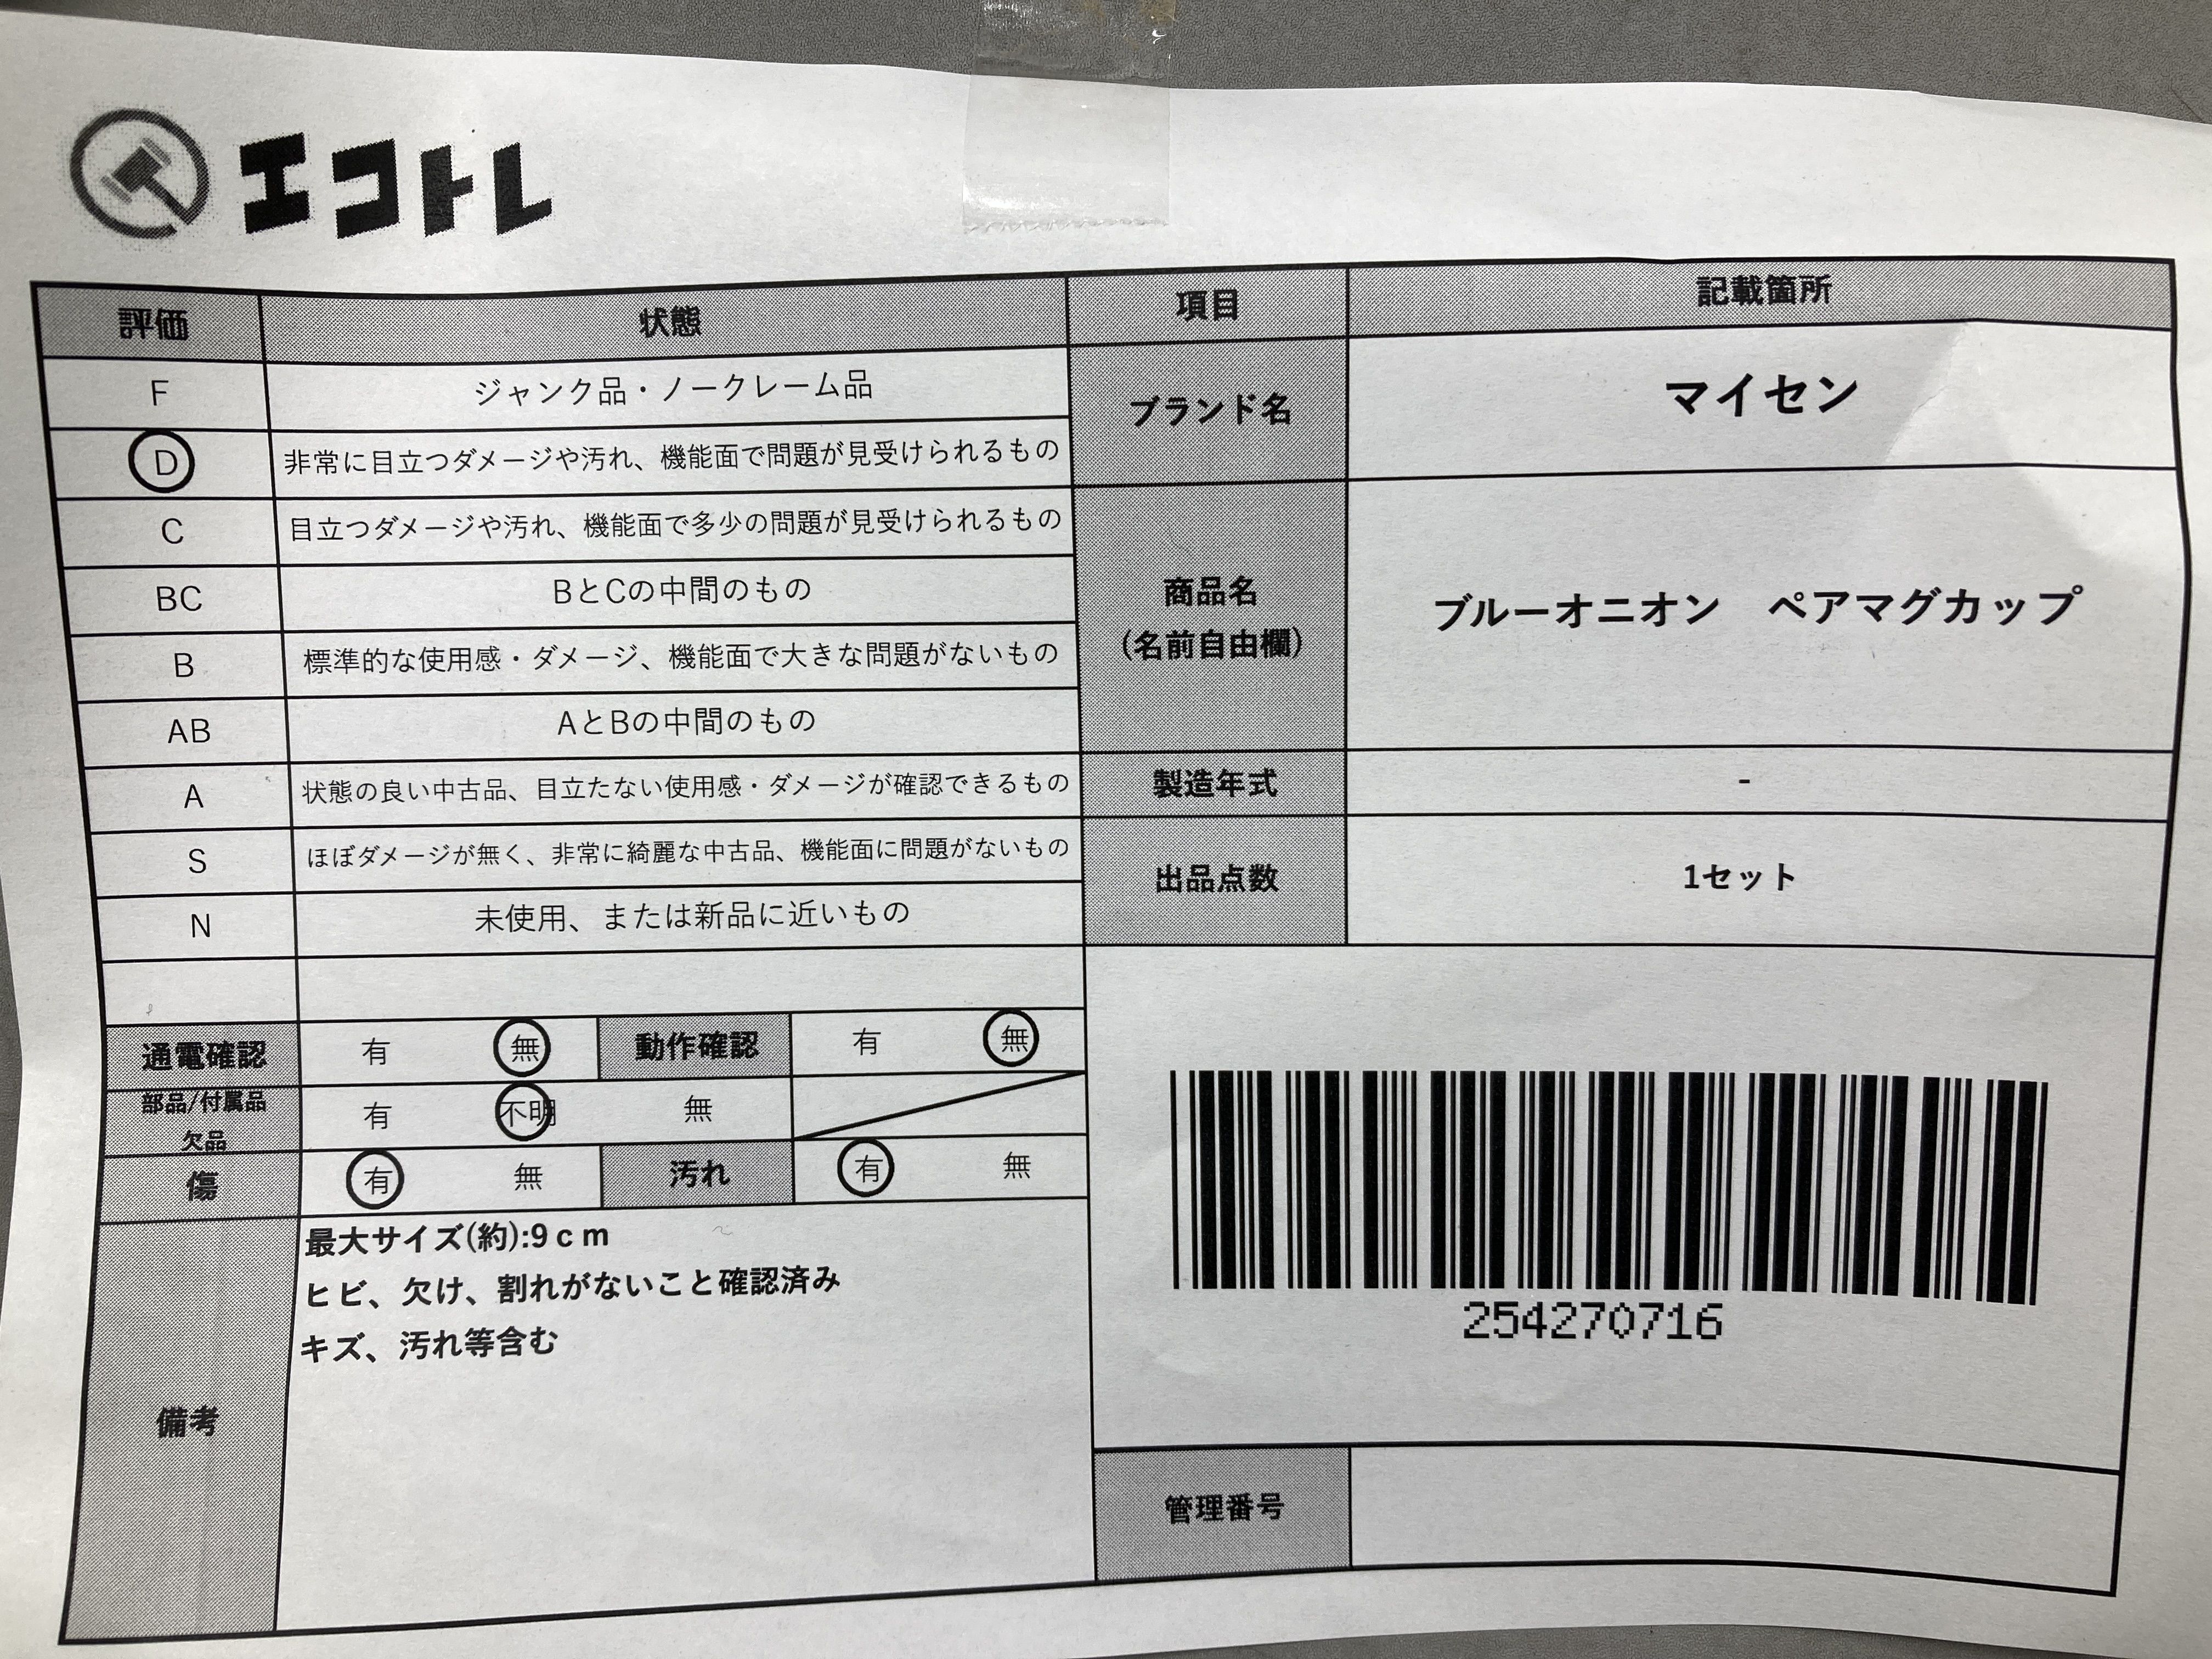 エコトレ
評価 状態 項目 記載箇所
F ジャンク品・ノークレーム品
D 非常に目立つダメージや汚れ、機能面で問題が見受けられるもの
C 目立つダメージや汚れ、機能面で多少の問題が見受けられるもの
BC BとCの中間のもの
B 標準的な使用感・ダメージ、機能面で大きな問題がないもの
AB AとBの中間のもの
A 状態の良い中古品、目立たない使用感・ダメージが確認できるもの
S ほぼダメージが無く、非常に綺麗な中古品、機能面に問題がないもの
N 未使用、または新品に近いもの
ブランド名 マイセン
商品名
(名前自由欄)
ブルーオニオン ペアマグカップ
製造年式 -
出品点数 1セット
通電確認 有 無 動作確認 有 無
部品/付属品
欠品
有 不明 無
傷 有 無 汚れ 有 無
備考
最大サイズ(約):9cm
ヒビ、欠け、割れがないこと確認済み
キズ、汚れ等含む
254270716
管理番号